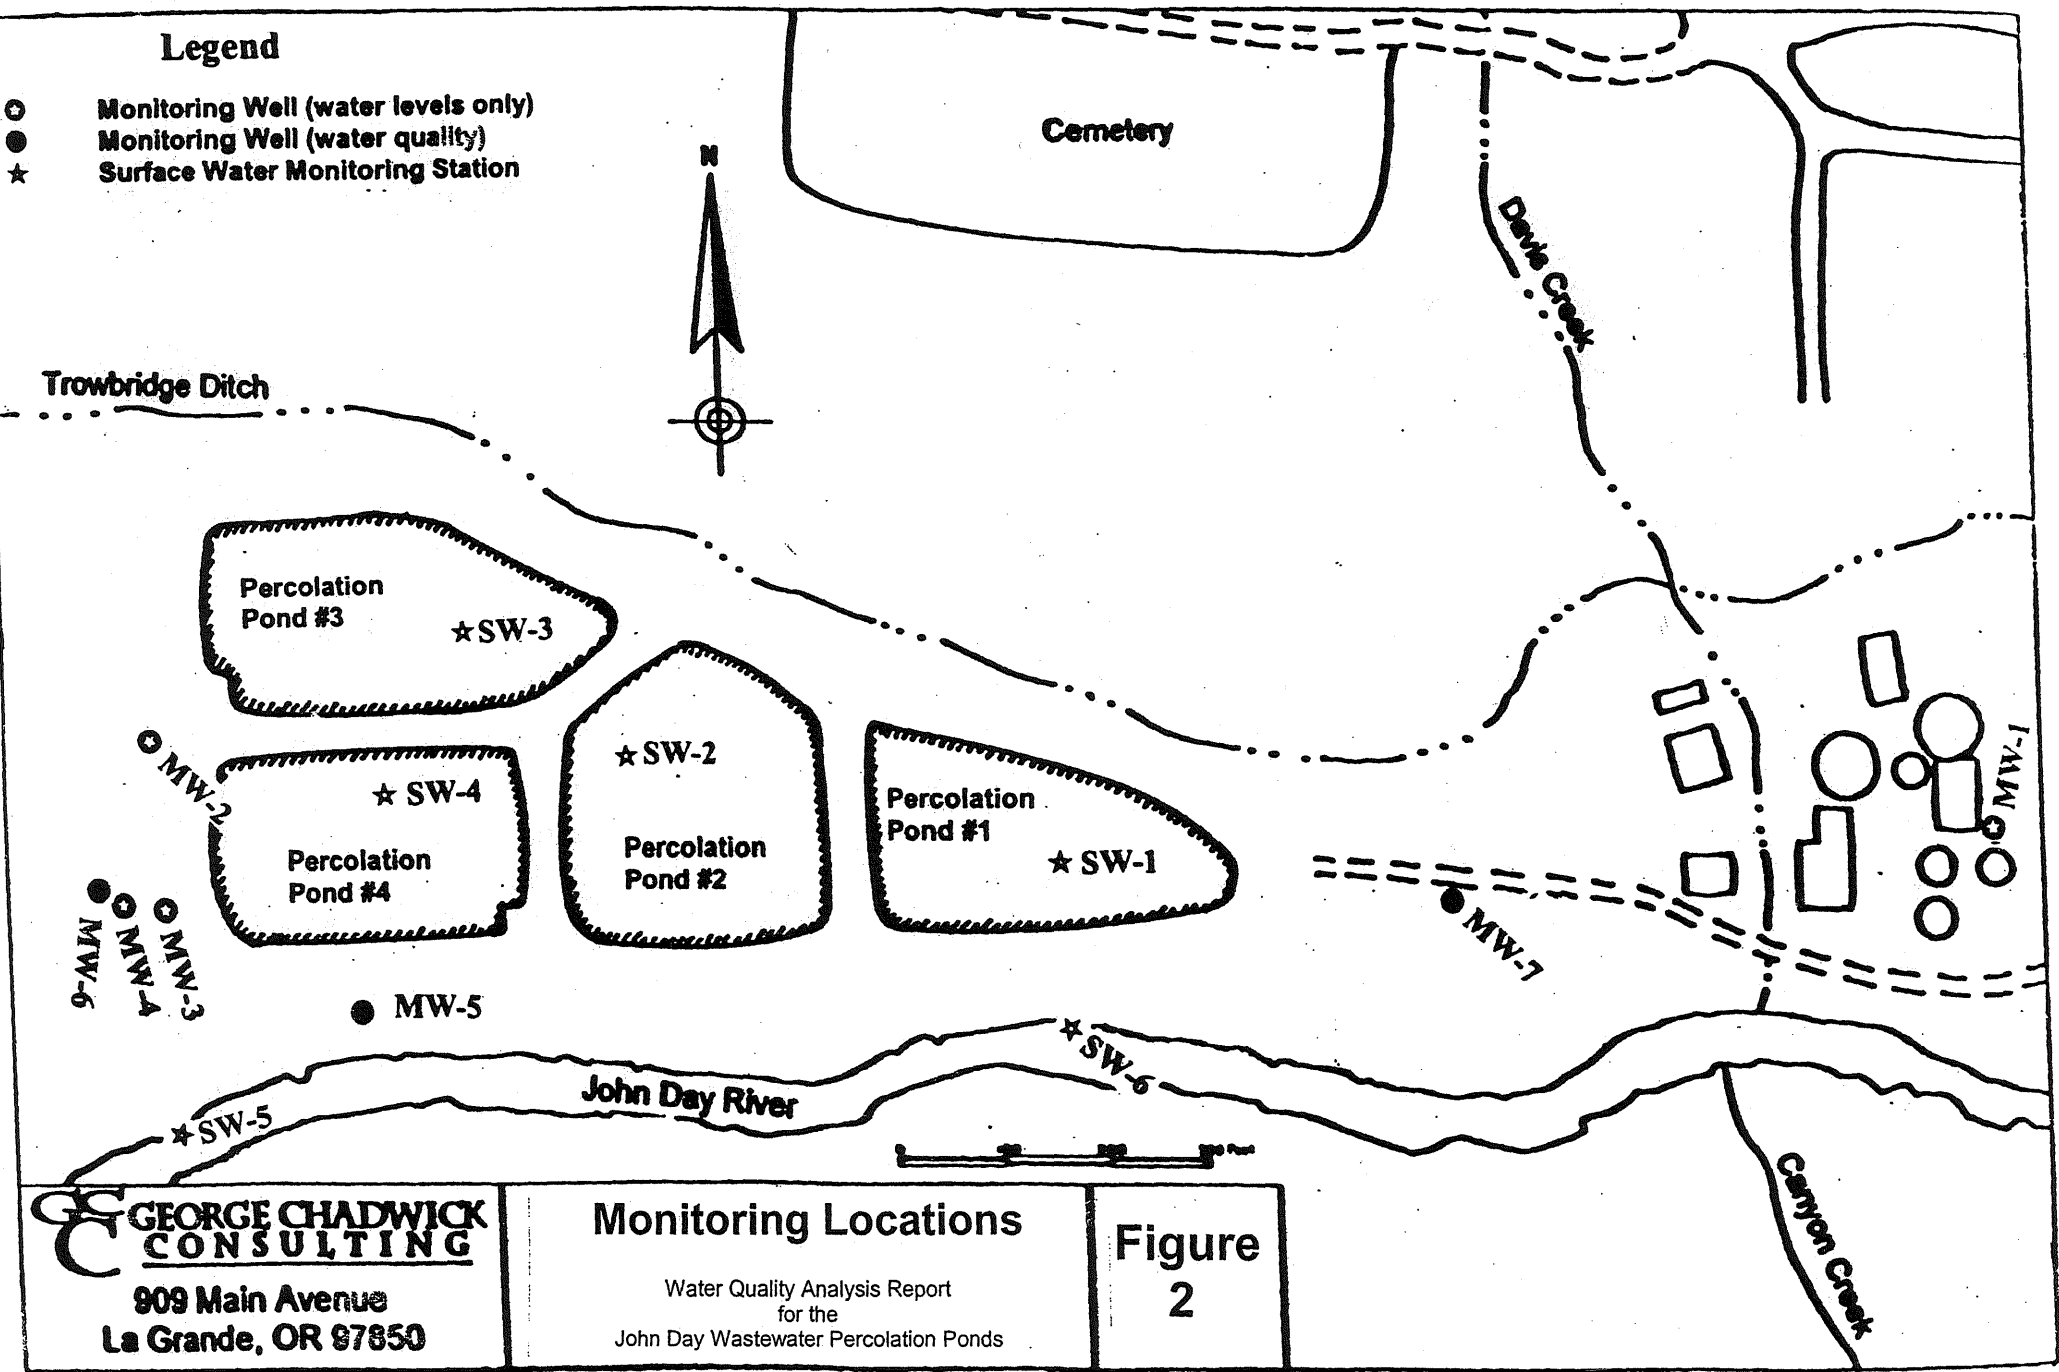 Legend
Monitoring Well (water levels only)
Monitoring Well (water quality)
Surface Water Monitoring Station
N
Cemetery
Davis Creek
Trowbridge Ditch
Percolation
Pond #3
SW-3
SW-2
Percolation
Pond #2
MW-2
SW-4
Percolation
Pond #4
Percolation
Pond #1
SW-1
MW-1
MW-6
MW-4
MW-3
MW-5
MW-7
SW-6
John Day River
SW-5
0
Feet
Canyon Creek
GCC
GEORGE CHADWICK
CONSULTING
909 Main Avenue
La Grande, OR 97850
Monitoring Locations
Water Quality Analysis Report
for the
John Day Wastewater Percolation Ponds
Figure
2